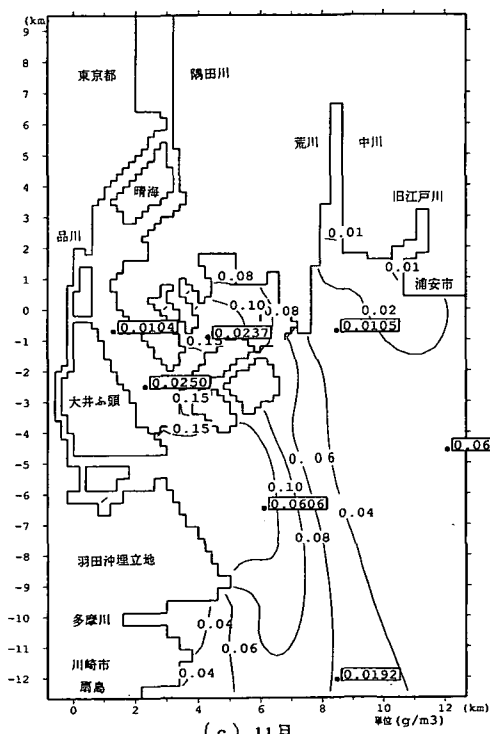 (km)
9
8
7
6
5
4
3
2
1
0
-1
-2
-3
-4
-5
-6
-7
-8
-9
-10
-11
-12
東京都
隅田川
晴海
荒川
中川
旧江戸川
品川
浦安市
大井ふ頭
羽田沖埋立地
多摩川
川崎市
扇島
0.01
0.01
0.08
0.10
0.08
0.02
0.0104
0.0237
0.0105
0.15
0.0250
0.15
0.15
0.06
0.06
0.10
0.0606
0.04
0.08
0.04
0.06
0.04
0.0192
0 2 4 6 8 10 12 (km)
単位(g/m3)
(c) 11日